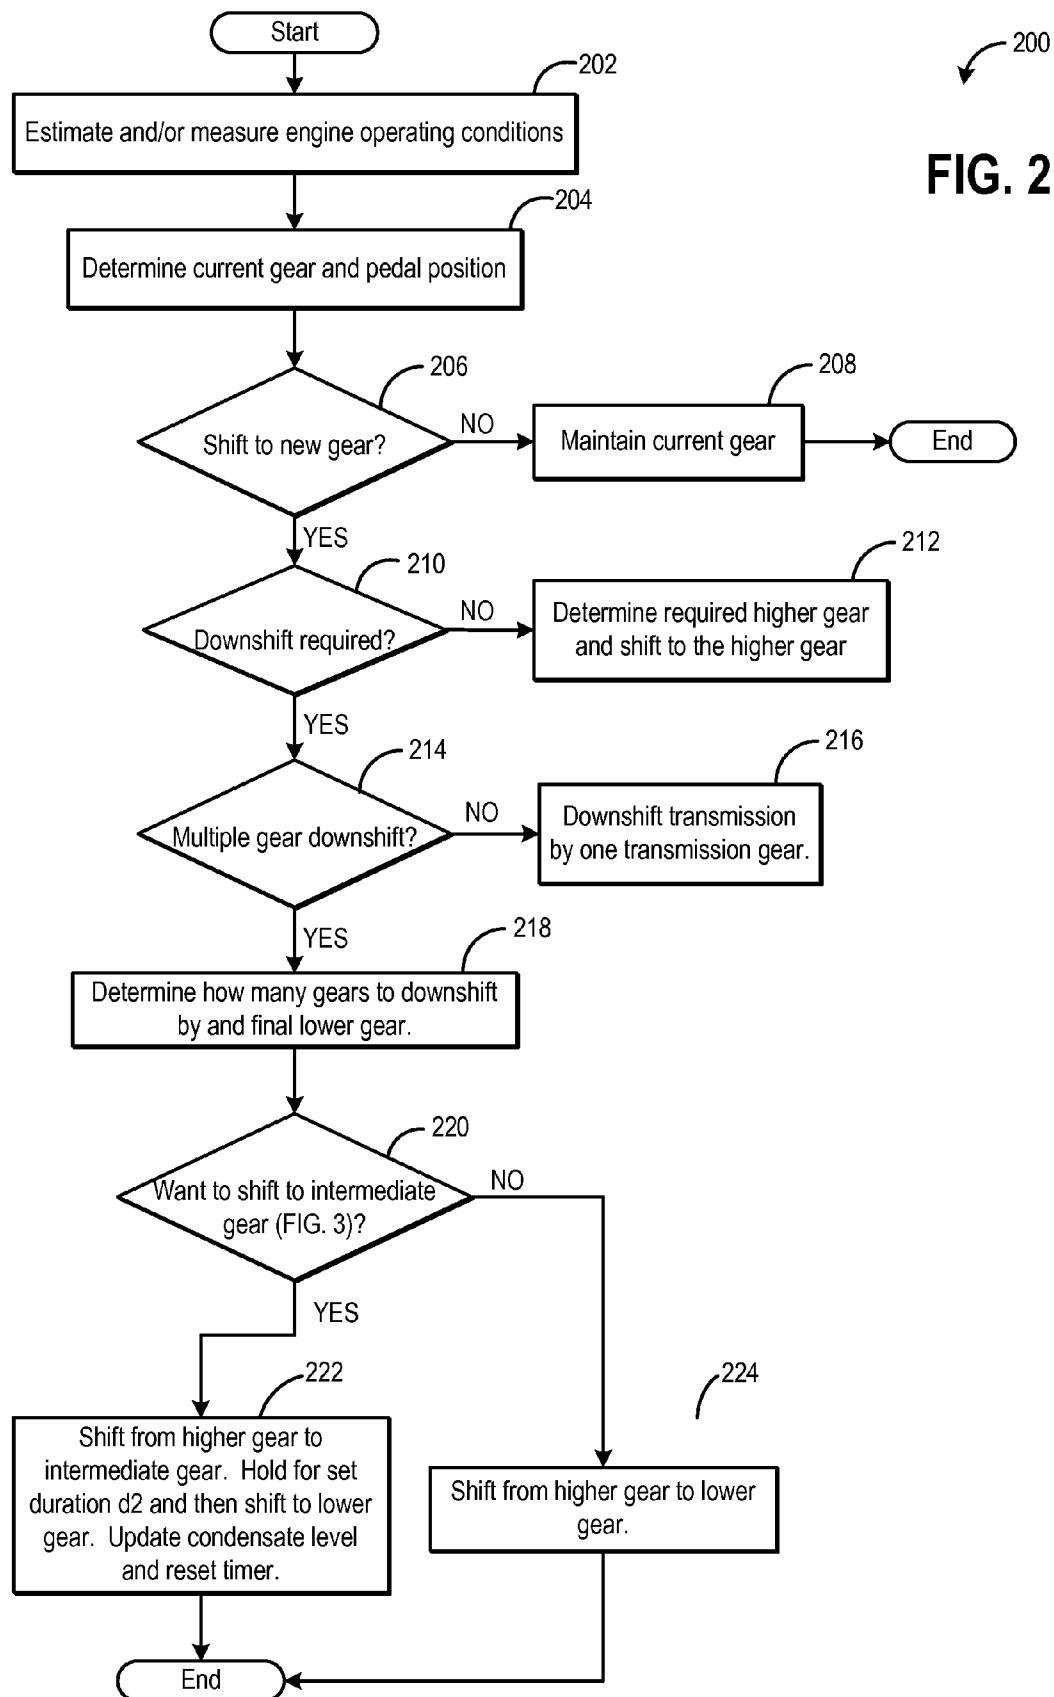 Start
200
202
Estimate and/or measure engine operating conditions
FIG. 2
204
Determine current gear and pedal position
206
208
Shift to new gear?
NO
Maintain current gear
End
YES
210
212
Downshift required?
NO
Determine required higher gear
and shift to the higher gear
YES
214
216
Multiple gear downshift?
NO
Downshift transmission
by one transmission gear.
YES
218
Determine how many gears to downshift
by and final lower gear.
220
Want to shift to intermediate
gear (FIG. 3)?
NO
YES
222
224
Shift from higher gear to
intermediate gear. Hold for set
duration d2 and then shift to lower
gear. Update condensate level
and reset timer.
Shift from higher gear to lower
gear.
End